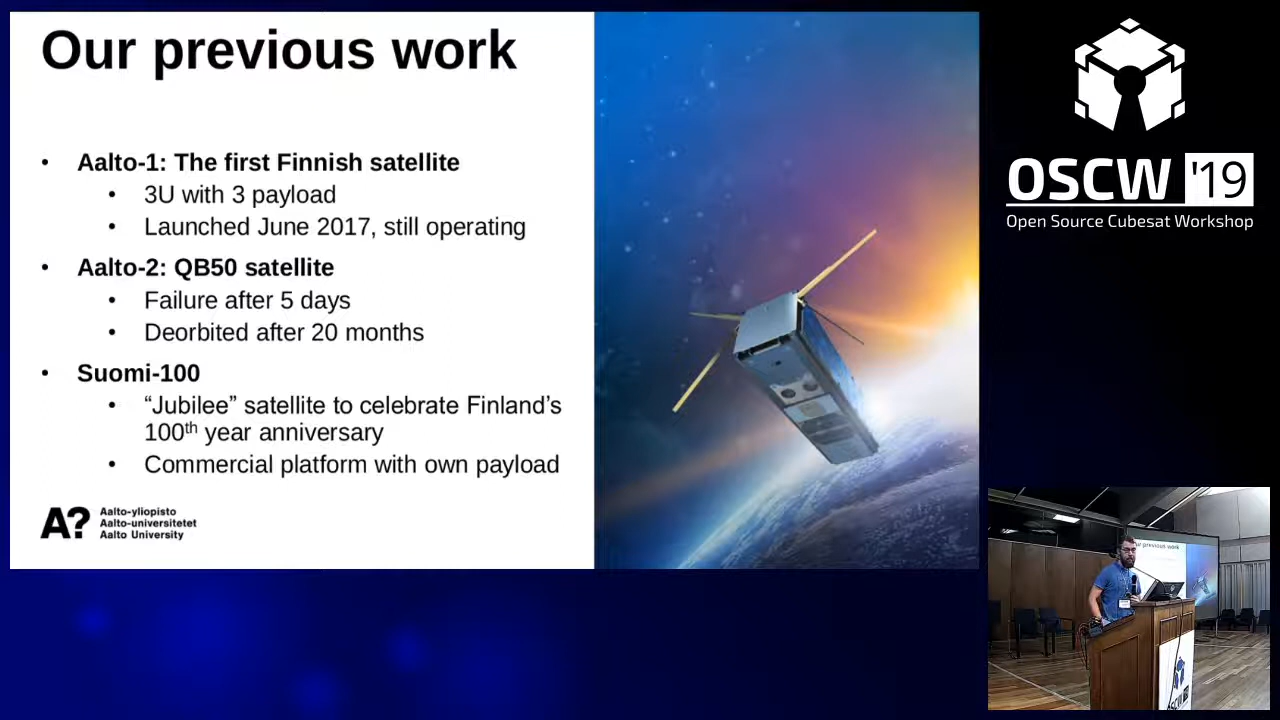 Our previous work
• Aalto-1: The first Finnish satellite
• 3U with 3 payload
• Launched June 2017, still operating
• Aalto-2: QB50 satellite
• Failure after 5 days
• Deorbited after 20 months
• Suomi-100
• “Jubilee” satellite to celebrate Finland’s
100th year anniversary
• Commercial platform with own payload
A?
Aalto-yliopisto
Aalto-universitetet
Aalto University
OSCW '19
Open Source Cubesat Workshop
ur previous work